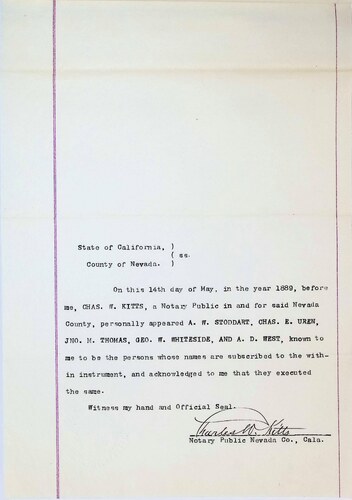 State of California, )
( ss.
County of Nevada. )
On this 14th day of May, in the year 1889, before
me, CHAS. W. KITTS, a Notary Public in and for said Nevada
County, personally appeared A. W. STODDART, CHAS. E. UREN,
JNO. M. THOMAS, GEO. W. WHITESIDE, AND A. D. WEST, known to
me to be the persons whose names are subscribed to the with-
in instrument, and acknowledged to me that they executed
the same.
Witness my hand and Official Seal.
Charles W. Kitts
Notary Public Nevada Co., Cala.